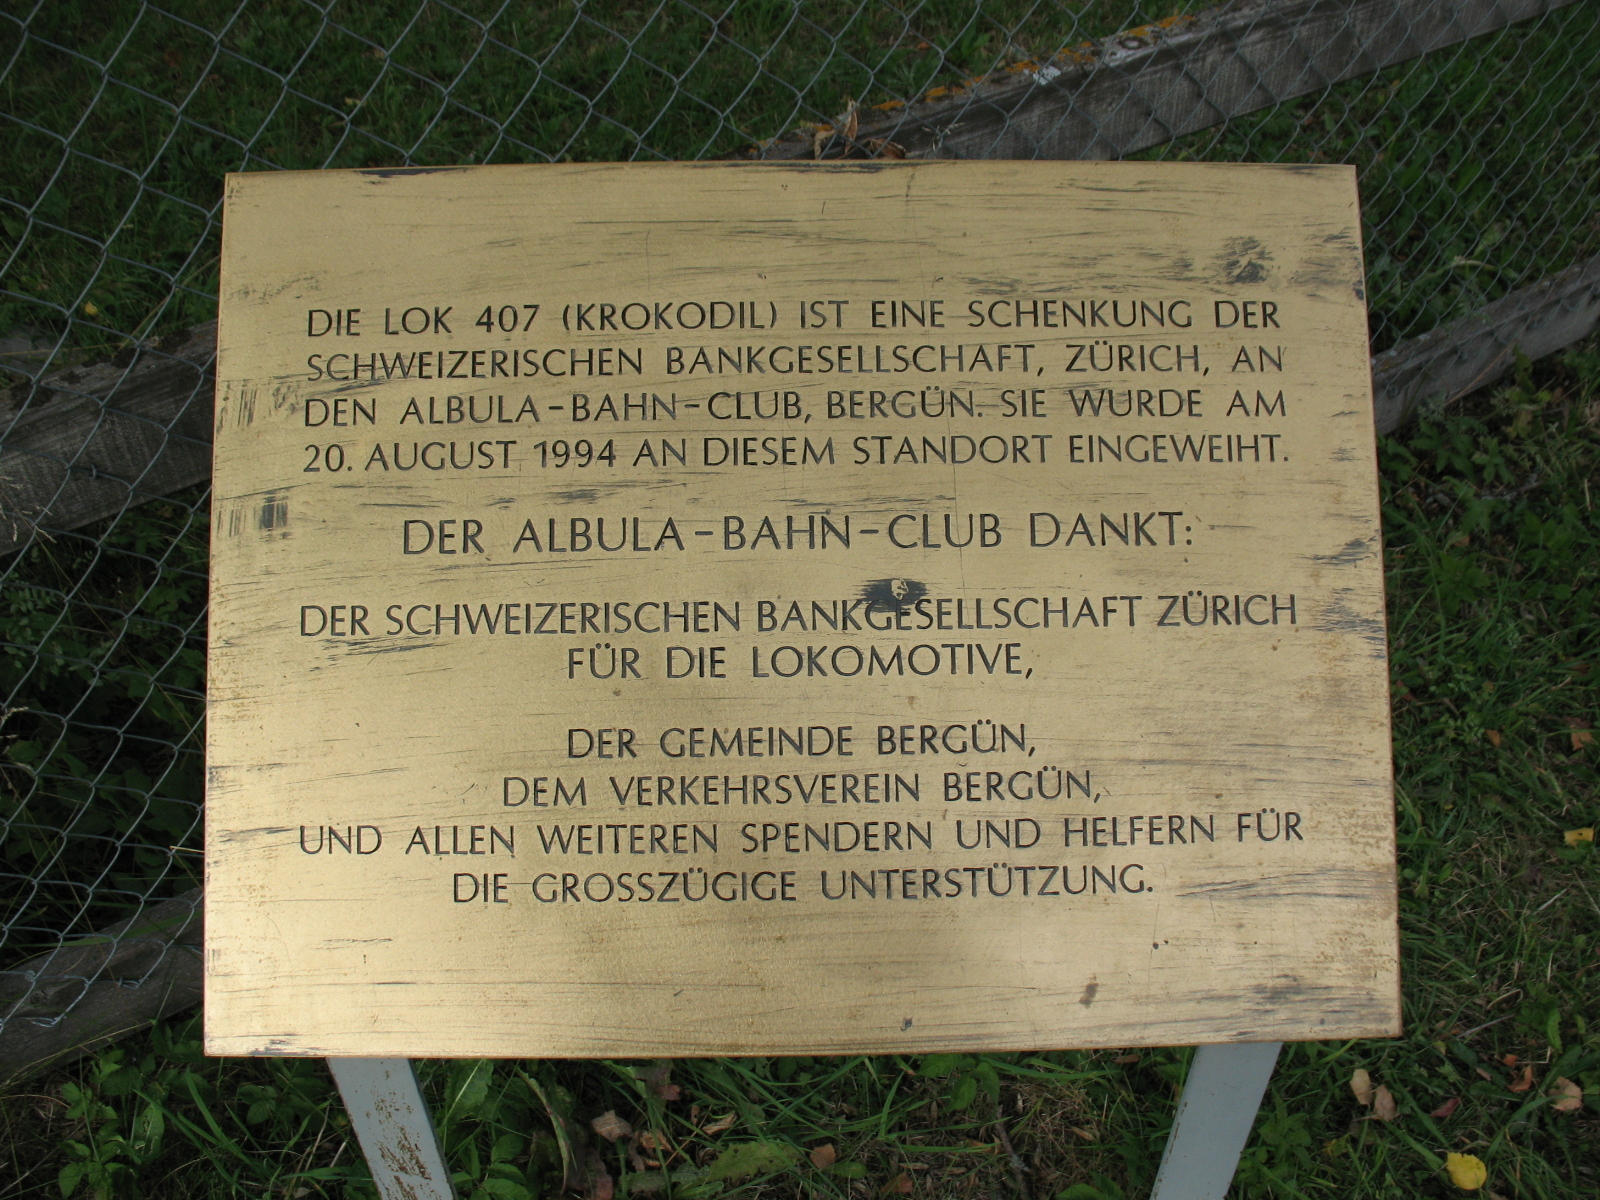 DIE LOK 407 (KROKODIL) IST EINE SCHENKUNG DER
SCHWEIZERISCHEN BANKGESELLSCHAFT, ZÜRICH, AN
DEN ALBULA-BAHN-CLUB, BERGÜN. SIE WURDE AM
20. AUGUST 1994 AN DIESEM STANDORT EINGEWEIHT.
DER ALBULA-BAHN-CLUB DANKT:
DER SCHWEIZERISCHEN BANKGESELLSCHAFT ZÜRICH
FÜR DIE LOKOMOTIVE,
DER GEMEINDE BERGÜN,
DEM VERKEHRSVEREIN BERGÜN,
UND ALLEN WEITEREN SPENDERN UND HELFERN FÜR
DIE GROSSZÜGIGE UNTERSTÜTZUNG.